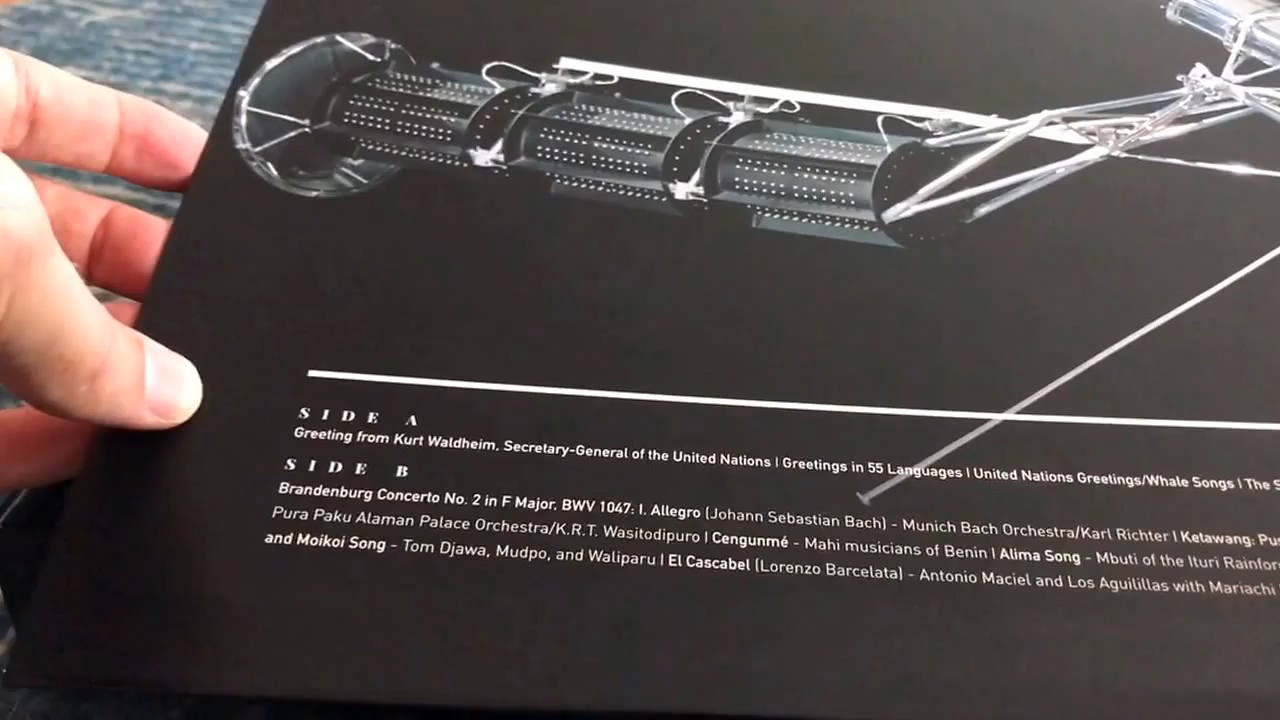 SIDE A
Greeting from Kurt Waldheim, Secretary-General of the United Nations | Greetings in 55 Languages | United Nations Greetings/Whale Songs | The S
SIDE B
Brandenburg Concerto No. 2 in F Major, BWV 1047: I. Allegro (Johann Sebastian Bach) - Munich Bach Orchestra/Karl Richter | Ketawang: Pus
Pura Paku Alaman Palace Orchestra/K.R.T. Wasitodipuro | Cengunmé - Mahi musicians of Benin | Alima Song - Mbuti of the Ituri Rainfor
and Moikoi Song - Tom Djawa, Mudpo, and Waliparu | El Cascabel (Lorenzo Barcelata) - Antonio Maciel and Los Aguilillas with Mariachi